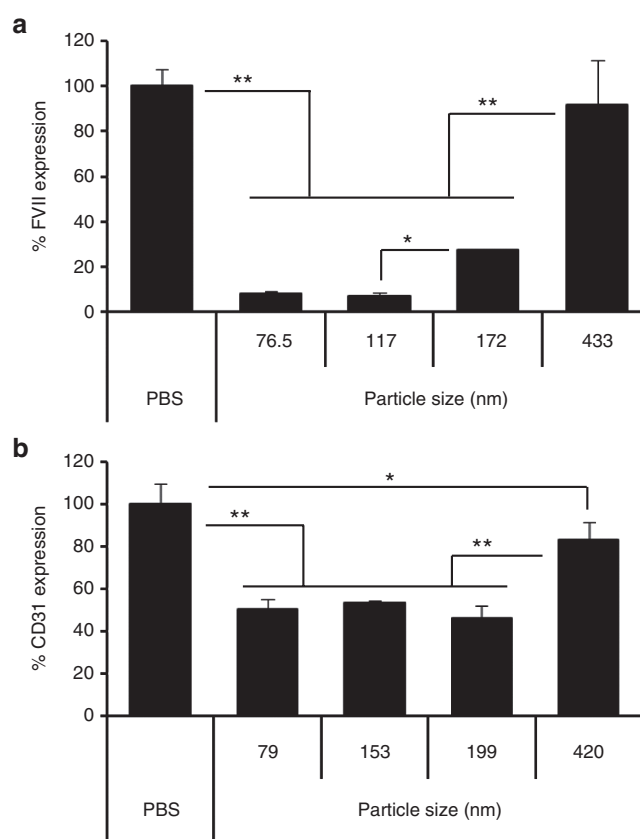 a
120
100
80
60
40
20
0
% FVII expression
**
**
*
76.5 117 172 433
PBS Particle size (nm)
b
120
100
80
60
40
20
0
% CD31 expression
*
**
**
79 153 199 420
PBS Particle size (nm)